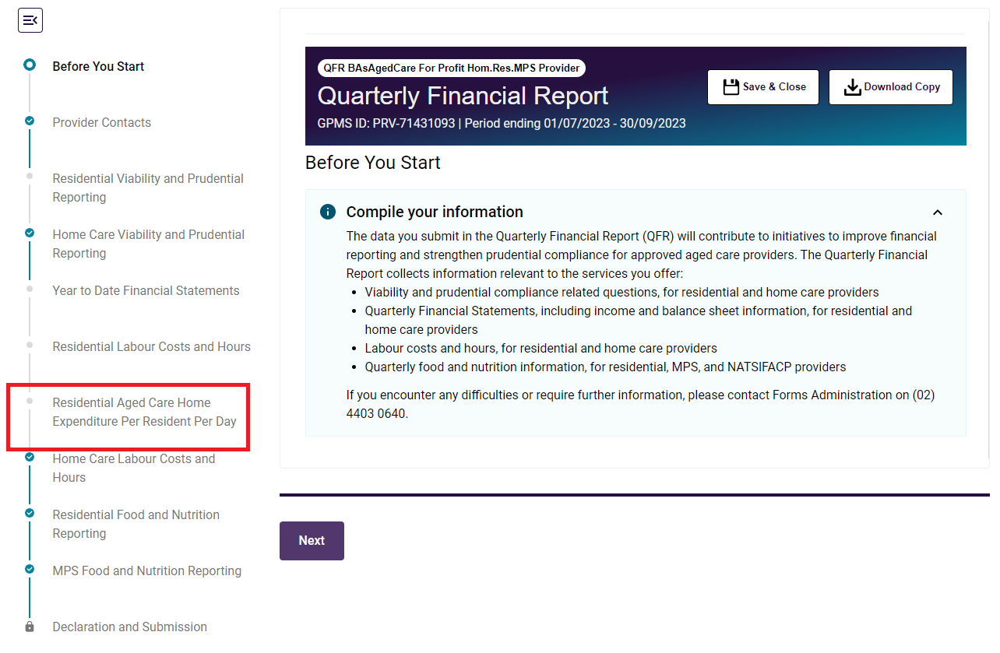 Before You Start
Provider Contacts
Residential Viability and Prudential
Reporting
Home Care Viability and Prudential
Reporting
Year to Date Financial Statements
Residential Labour Costs and Hours
Residential Aged Care Home
Expenditure Per Resident Per Day
Home Care Labour Costs and
Hours
Residential Food and Nutrition
Reporting
MPS Food and Nutrition Reporting
Declaration and Submission
QFR BAsAgedCare For Profit Hom.Res.MPS Provider
Quarterly Financial Report
GPMS ID: PRV-71431093 | Period ending 01/07/2023 - 30/09/2023
Save & Close
Download Copy
Before You Start
Compile your information
The data you submit in the Quarterly Financial Report (QFR) will contribute to initiatives to improve financial
reporting and strengthen prudential compliance for approved aged care providers. The Quarterly Financial
Report collects information relevant to the services you offer:
• Viability and prudential compliance related questions, for residential and home care providers
• Quarterly Financial Statements, including income and balance sheet information, for residential and
home care providers
• Labour costs and hours, for residential and home care providers
• Quarterly food and nutrition information, for residential, MPS, and NATSIFACP providers
If you encounter any difficulties or require further information, please contact Forms Administration on (02)
4403 0640.
Next